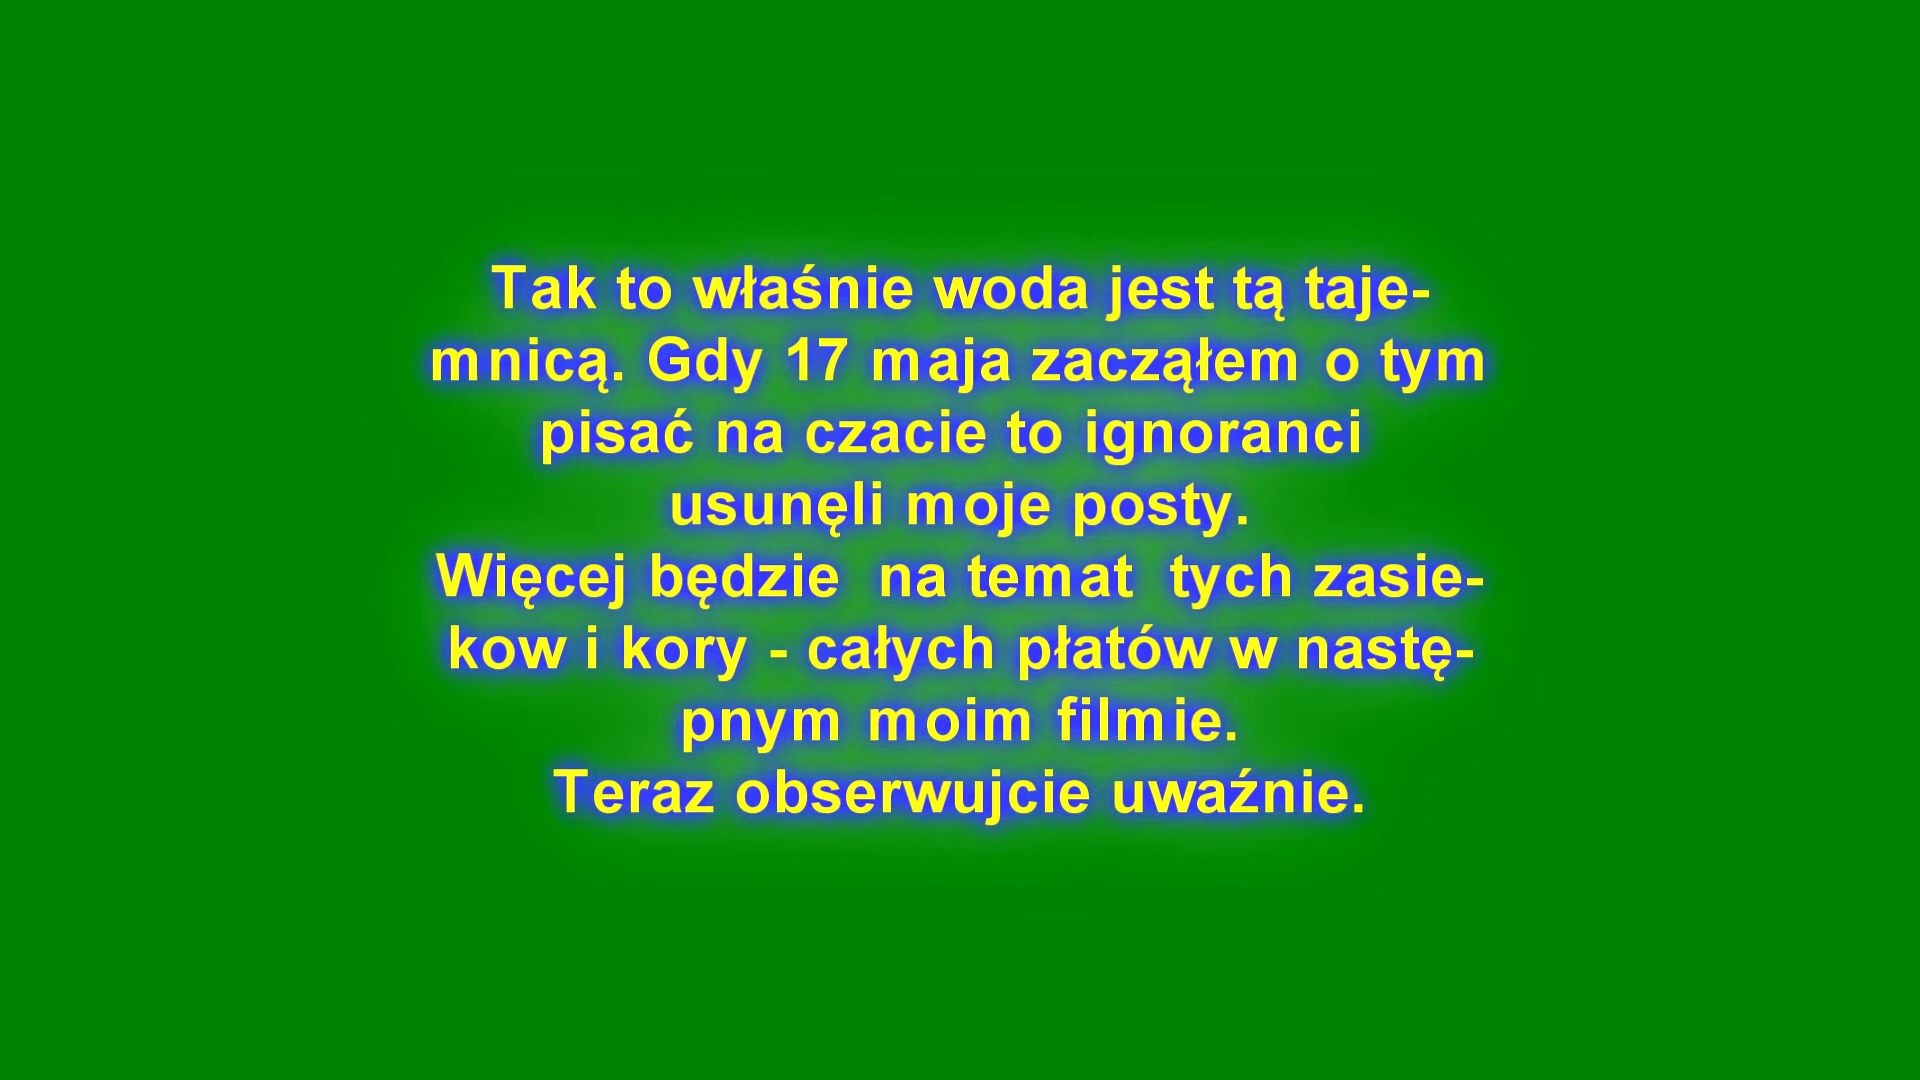 Tak to właśnie woda jest tą taje-
mnicą. Gdy 17 maja zacząłem o tym
pisać na czacie to ignoranci
usunęli moje posty.
Więcej będzie  na temat  tych zasie-
kow i kory - całych płatów w nastę-
pnym moim filmie.
Teraz obserwujcie uwaźnie.